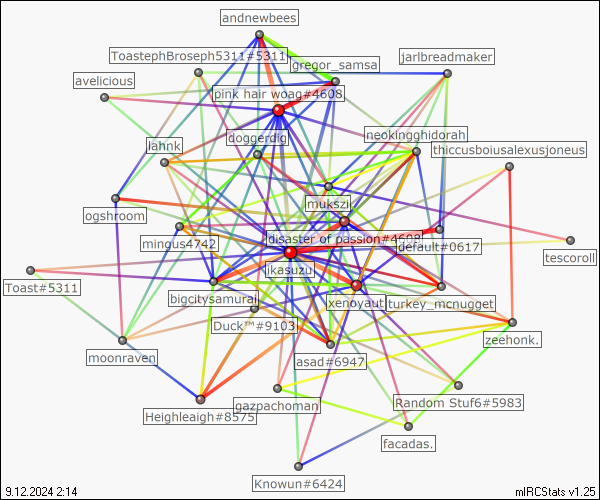 andnewbees
ToastephBroseph5311#5311
gregor_samsa
jarlbreadmaker
avelicious
pink hair woag#4608
doggerdig
neokingghidorah
lahnk
thiccusboiusalexusjoneus
mukszi
ogshroom
mingus4742
disaster of passion#4698
default#0617
tescoroll
ikasuzu
Toast#5311
bigcitysamurai
xenoyaut
turkey_mcnugget
Duck™#9103
zeehonk.
moonraven
asad#6947
Heighleaigh#8575
gazpachoman
Random Stuf6#5983
facadas.
Knowun#6424
9.12.2024 2:14
mIRCStats v1.25